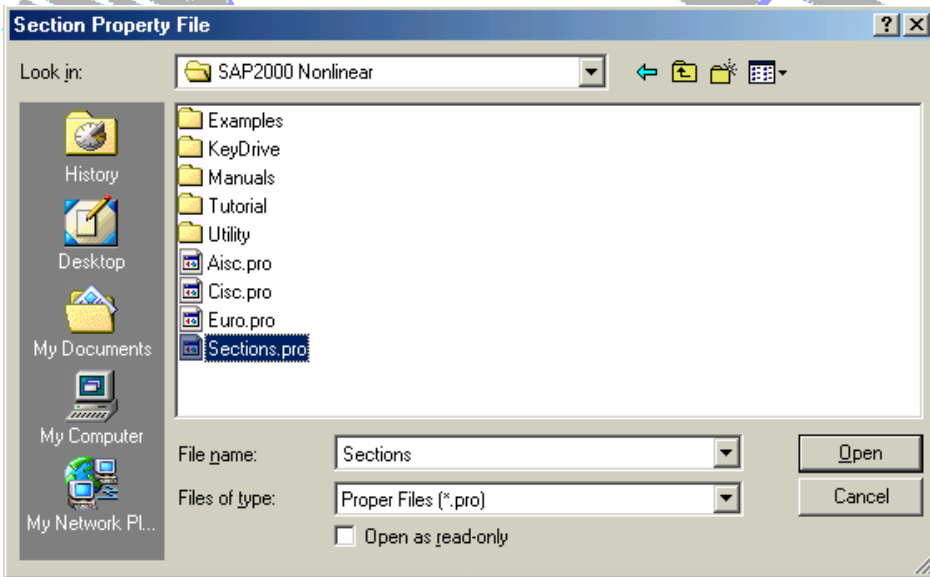 Section Property File
Look in: SAP2000 Nonlinear
History
Desktop
My Documents
My Computer
My Network Pl...
Examples
KeyDrive
Manuals
Tutorial
Utility
Aisc.pro
Cisc.pro
Euro.pro
Sections.pro
File name: Sections Open
Files of type: Proper Files (*.pro) Cancel
Open as read-only